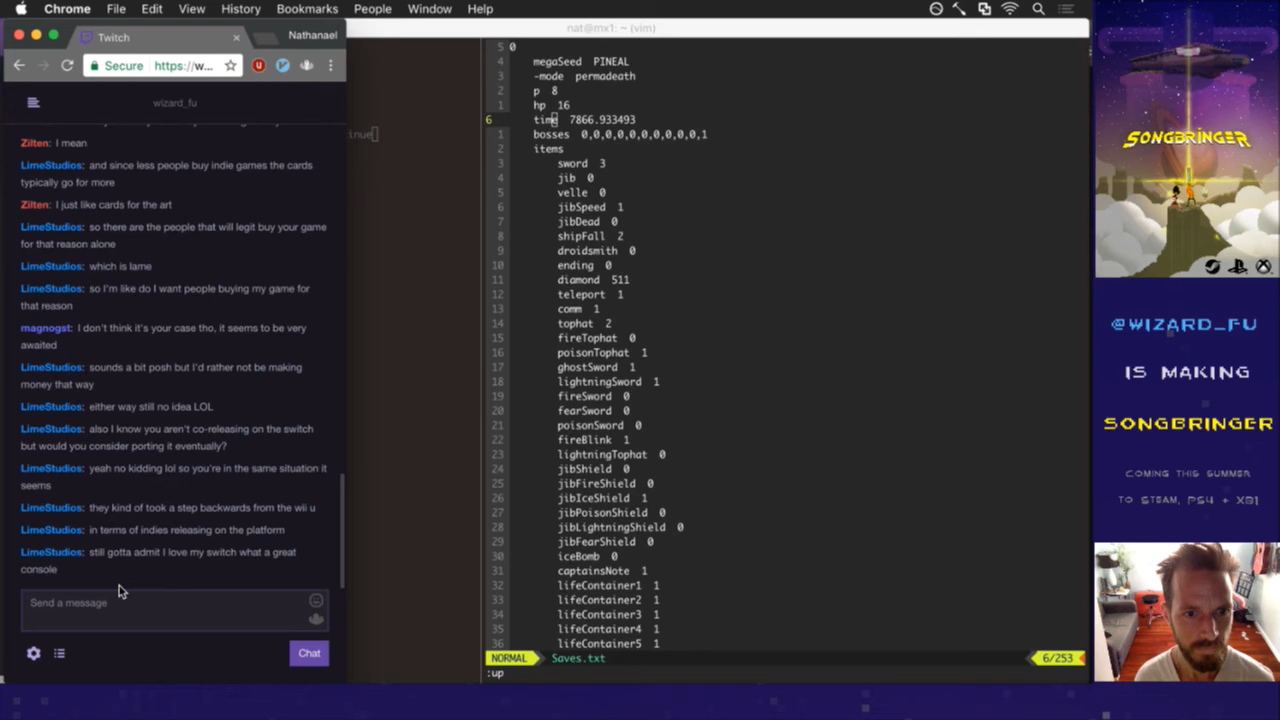 Chrome File Edit View History Bookmarks People Window Help
nat@mx1: ~ (vim)
Twitch
Nathanael
Secure https://w...
wizard_fu
Zilten: I mean
LimeStudios: and since less people buy indie games the cards
typically go for more
Zilten: I just like cards for the art
LimeStudios: so there are the people that will legit buy your game
for that reason alone
LimeStudios: which is lame
LimeStudios: so I'm like do I want people buying my game for
that reason
magnogst: I don't think it's your case tho, it seems to be very
awaited
LimeStudios: sounds a bit posh but I'd rather not be making
money that way
LimeStudios: either way still no idea LOL
LimeStudios: also I know you aren't co-releasing on the switch
but would you consider porting it eventually?
LimeStudios: yeah no kidding lol so you're in the same situation it
seems
LimeStudios: they kind of took a step backwards from the wii u
LimeStudios: in terms of indies releasing on the platform
LimeStudios: still gotta admit I love my switch what a great
console
Send a message
Chat
inue]
5 0
4 megaSeed PINEAL
3 -mode permadeath
2 p 8
1 hp 16
6 time 7866.933493
1 bosses 0,0,0,0,0,0,0,0,0,0,1
2 items
3 sword 3
4 jib 0
5 velle 0
6 jibSpeed 1
7 jibDead 0
8 shipFall 2
9 droidsmith 0
10 ending 0
11 diamond 511
12 teleport 1
13 comm 1
14 tophat 2
15 fireTophat 0
16 poisonTophat 1
17 ghostSword 1
18 lightningSword 1
19 fireSword 0
20 fearSword 0
21 poisonSword 0
22 fireBlink 1
23 lightningTophat 0
24 jibShield 0
25 jibFireShield 0
26 jibIceShield 1
27 jibPoisonShield 0
28 jibLightningShield 0
29 jibFearShield 0
30 iceBomb 0
31 captainsNote 1
32 lifeContainer1 1
33 lifeContainer2 1
34 lifeContainer3 1
35 lifeContainer4 1
36 lifeContainer5 1
NORMAL Saves.txt 6/253
:up
SONGBRINGER
@WIZARD_FU
IS MAKING
SONGBRINGER
COMING THIS SUMMER
TO STEAM, PS4 + XB1